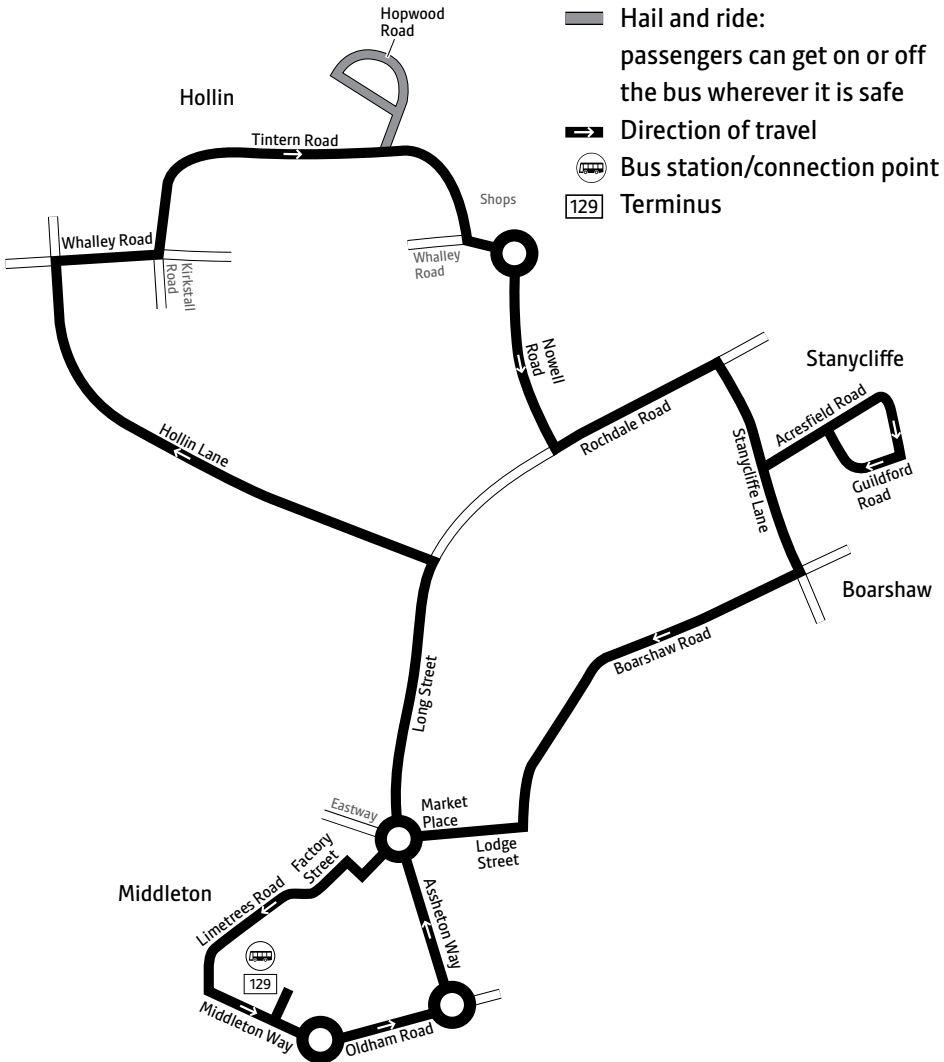 Hopwood
Road
Hail and ride:
passengers can get on or off
the bus wherever it is safe
Direction of travel
Bus station/connection point
129 Terminus
Hollin
Tintern Road
Shops
Whalley Road
Whalley
Road
Kirkstall
Road
Nowell
Road
Stanycliffe
Rochdale Road
Acresfield Road
Stanycliffe Lane
Guildford
Road
Hollin Lane
Boarshaw
Boarshaw Road
Long Street
Eastway
Market
Place
Lodge
Street
Factory
Street
Middleton
Limetrees Road
Assheton Way
129
Middleton Way
Oldham Road